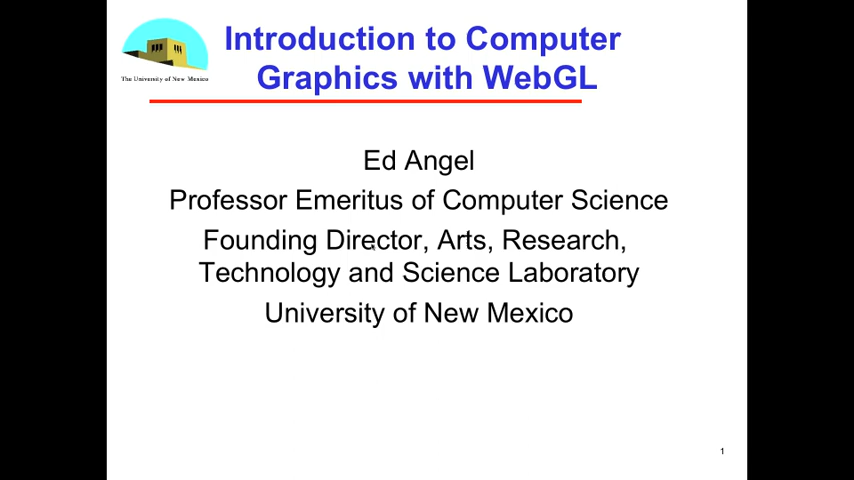 The University of New Mexico
Introduction to Computer
Graphics with WebGL
Ed Angel
Professor Emeritus of Computer Science
Founding Director, Arts, Research,
Technology and Science Laboratory
University of New Mexico
1